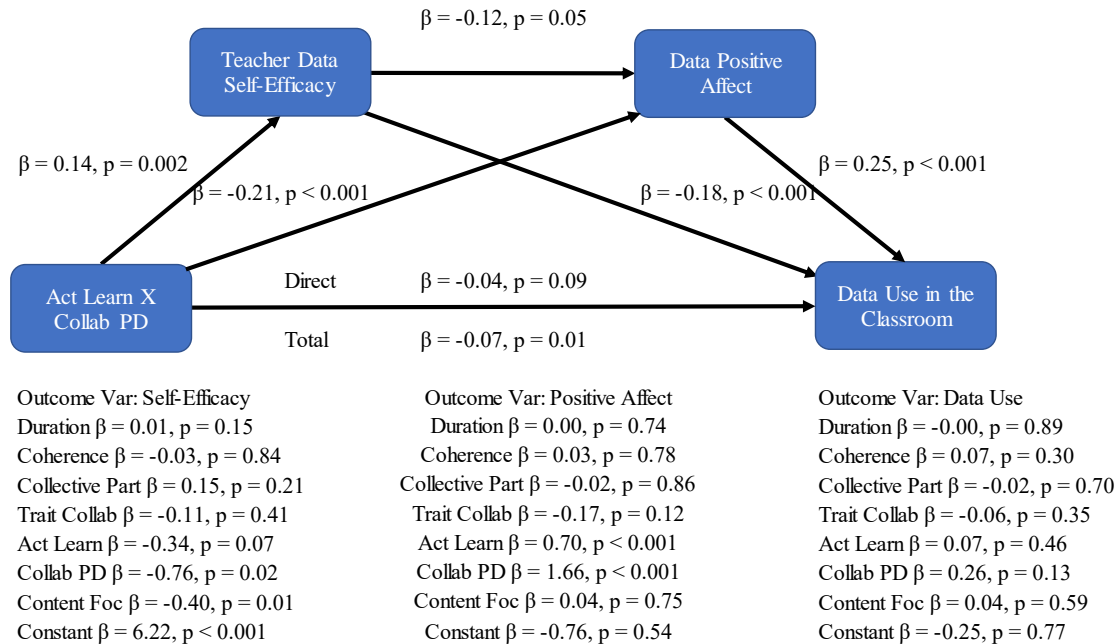 β = -0.12, p = 0.05
Teacher Data
Self-Efficacy
Data Positive
Affect
β = 0.14, p = 0.002
β = -0.21, p < 0.001
β = -0.18, p < 0.001
β = 0.25, p < 0.001
Act Learn X
Collab PD
Direct
β = -0.04, p = 0.09
Total
β = -0.07, p = 0.01
Data Use in the
Classroom
Outcome Var: Self-Efficacy
Duration β = 0.01, p = 0.15
Coherence β = -0.03, p = 0.84
Collective Part β = 0.15, p = 0.21
Trait Collab β = -0.11, p = 0.41
Act Learn β = -0.34, p = 0.07
Collab PD β = -0.76, p = 0.02
Content Foc β = -0.40, p = 0.01
Constant β = 6.22, p < 0.001
Outcome Var: Positive Affect
Duration β = 0.00, p = 0.74
Coherence β = 0.03, p = 0.78
Collective Part β = -0.02, p = 0.86
Trait Collab β = -0.17, p = 0.12
Act Learn β = 0.70, p < 0.001
Collab PD β = 1.66, p < 0.001
Content Foc β = 0.04, p = 0.75
Constant β = -0.76, p = 0.54
Outcome Var: Data Use
Duration β = -0.00, p = 0.89
Coherence β = 0.07, p = 0.30
Collective Part β = -0.02, p = 0.70
Trait Collab β = -0.06, p = 0.35
Act Learn β = 0.07, p = 0.46
Collab PD β = 0.26, p = 0.13
Content Foc β = 0.04, p = 0.59
Constant β = -0.25, p = 0.77